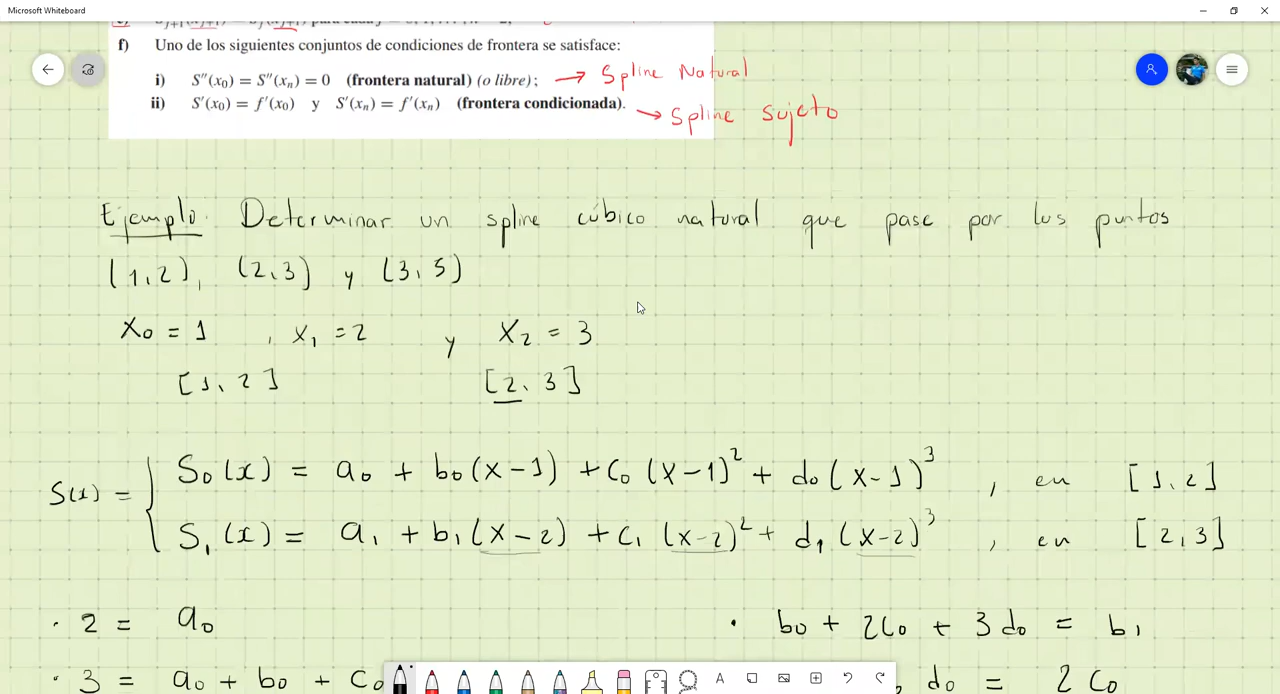 Microsoft Whiteboard
f) Uno de los siguientes conjuntos de condiciones de frontera se satisface:
i) S″(x₀) = S″(xₙ) = 0 (frontera natural) (o libre); → Spline Natural
ii) S′(x₀) = f′(x₀) y S′(xₙ) = f′(xₙ) (frontera condicionada). → Spline sujeto
Ejemplo. Determinar un spline cúbico natural que pase por los puntos
(1,2), (2,3) y (3,5)
X₀ = 1 , X₁ = 2 y X₂ = 3
[1, 2] [2, 3]
S(x) =
S₀(x) = a₀ + b₀(x-1) + c₀(x-1)² + d₀(x-1)³ , en [1,2]
S₁(x) = a₁ + b₁(x-2) + c₁(x-2)² + d₁(x-2)³ , en [2,3]
· 2 = a₀ · b₀ + 2c₀ + 3d₀ = b₁
· 3 = a₀ + b₀ + c₀ d₀ = 2c₀